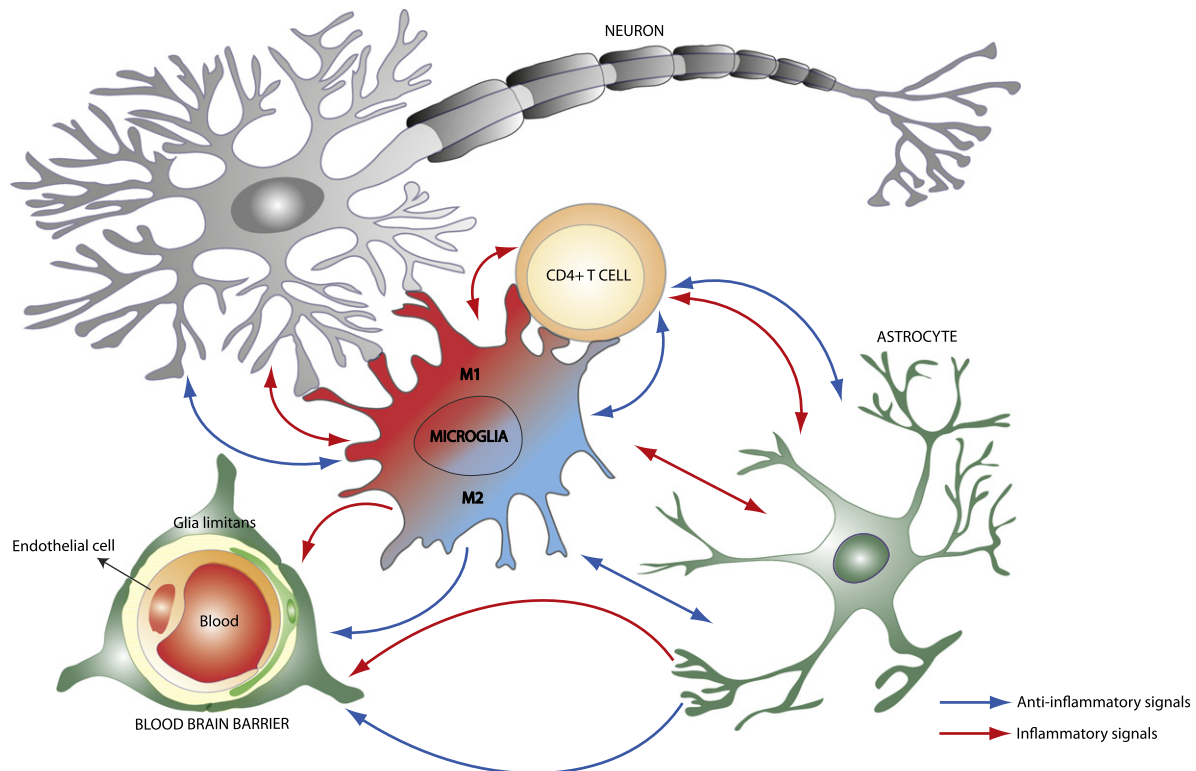 NEURON
CD4+ T CELL
ASTROCYTE
M1
MICROGLIA
M2
Glia limitans
Endothelial cell
Blood
BLOOD BRAIN BARRIER
Anti-inflammatory signals
Inflammatory signals